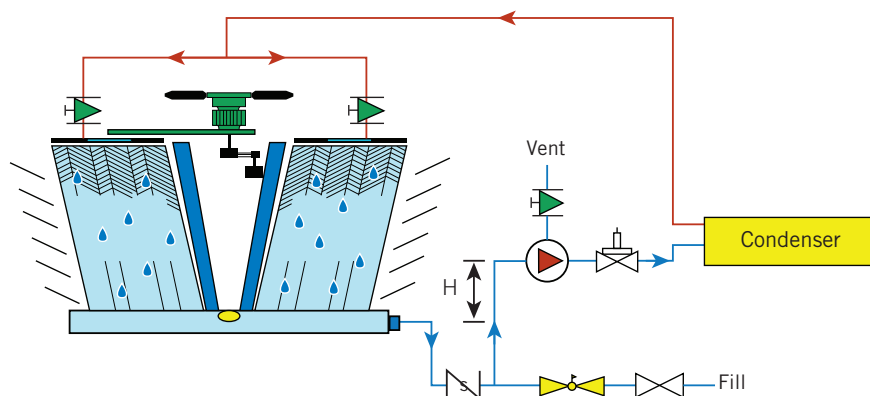 Vent
Condenser
H
s
Fill